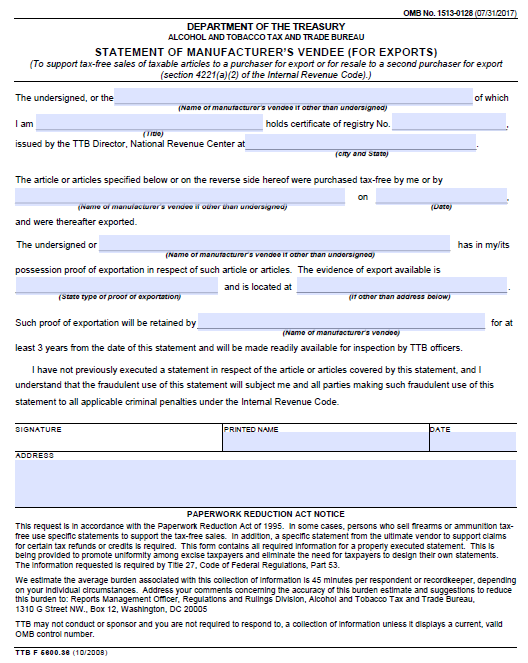 OMB No. 1513-0128 (07/31/2017)
DEPARTMENT OF THE TREASURY
ALCOHOL AND TOBACCO TAX AND TRADE BUREAU
STATEMENT OF MANUFACTURER'S VENDEE (FOR EXPORTS)
(To support tax-free sales of taxable articles to a purchaser for export or for resale to a second purchaser for export
(section 4221(a)(2) of the Internal Revenue Code).)
The undersigned, or the of which
(Name of manufacturer's vendee if other than undersigned)
I am holds certificate of registry No. ,
(Title)
issued by the TTB Director, National Revenue Center at .
(city and State)
The article or articles specified below or on the reverse side hereof were purchased tax-free by me or by
on ,
(Name of manufacturer's vendee if other than undersigned) (Date)
and were thereafter exported.
The undersigned or has in my/its
(Name of manufacturer's vendee if other than undersigned)
possession proof of exportation in respect of such article or articles. The evidence of export available is
and is located at .
(State type of proof of exportation) (if other than address below)
Such proof of exportation will be retained by for at
(Name of manufacturer's vendee)
least 3 years from the date of this statement and will be made readily available for inspection by TTB officers.
I have not previously executed a statement in respect of the article or articles covered by this statement, and I
understand that the fraudulent use of this statement will subject me and all parties making such fraudulent use of this
statement to all applicable criminal penalties under the Internal Revenue Code.
SIGNATURE PRINTED NAME DATE
ADDRESS
PAPERWORK REDUCTION ACT NOTICE
This request is in accordance with the Paperwork Reduction Act of 1995. In some cases, persons who sell firearms or ammunition tax-
free use specific statements to support the tax-free sales. In addition, a specific statement from the ultimate vendor to support claims
for certain tax refunds or credits is required. This form contains all required information for a properly executed statement. This is
being provided to promote uniformity among excise taxpayers and eliminate the need for taxpayers to design their own statements.
The information requested is required by Title 27, Code of Federal Regulations, Part 53.
We estimate the average burden associated with this collection of information is 45 minutes per respondent or recordkeeper, depending
on your individual circumstances. Address your comments concerning the accuracy of this burden estimate and suggestions to reduce
this burden to: Reports Management Officer, Regulations and Rulings Division, Alcohol and Tobacco Tax and Trade Bureau,
1310 G Street NW., Box 12, Washington, DC 20005
TTB may not conduct or sponsor and you are not required to respond to, a collection of information unless it displays a current, valid
OMB control number.
TTB F 5600.36 (10/2008)